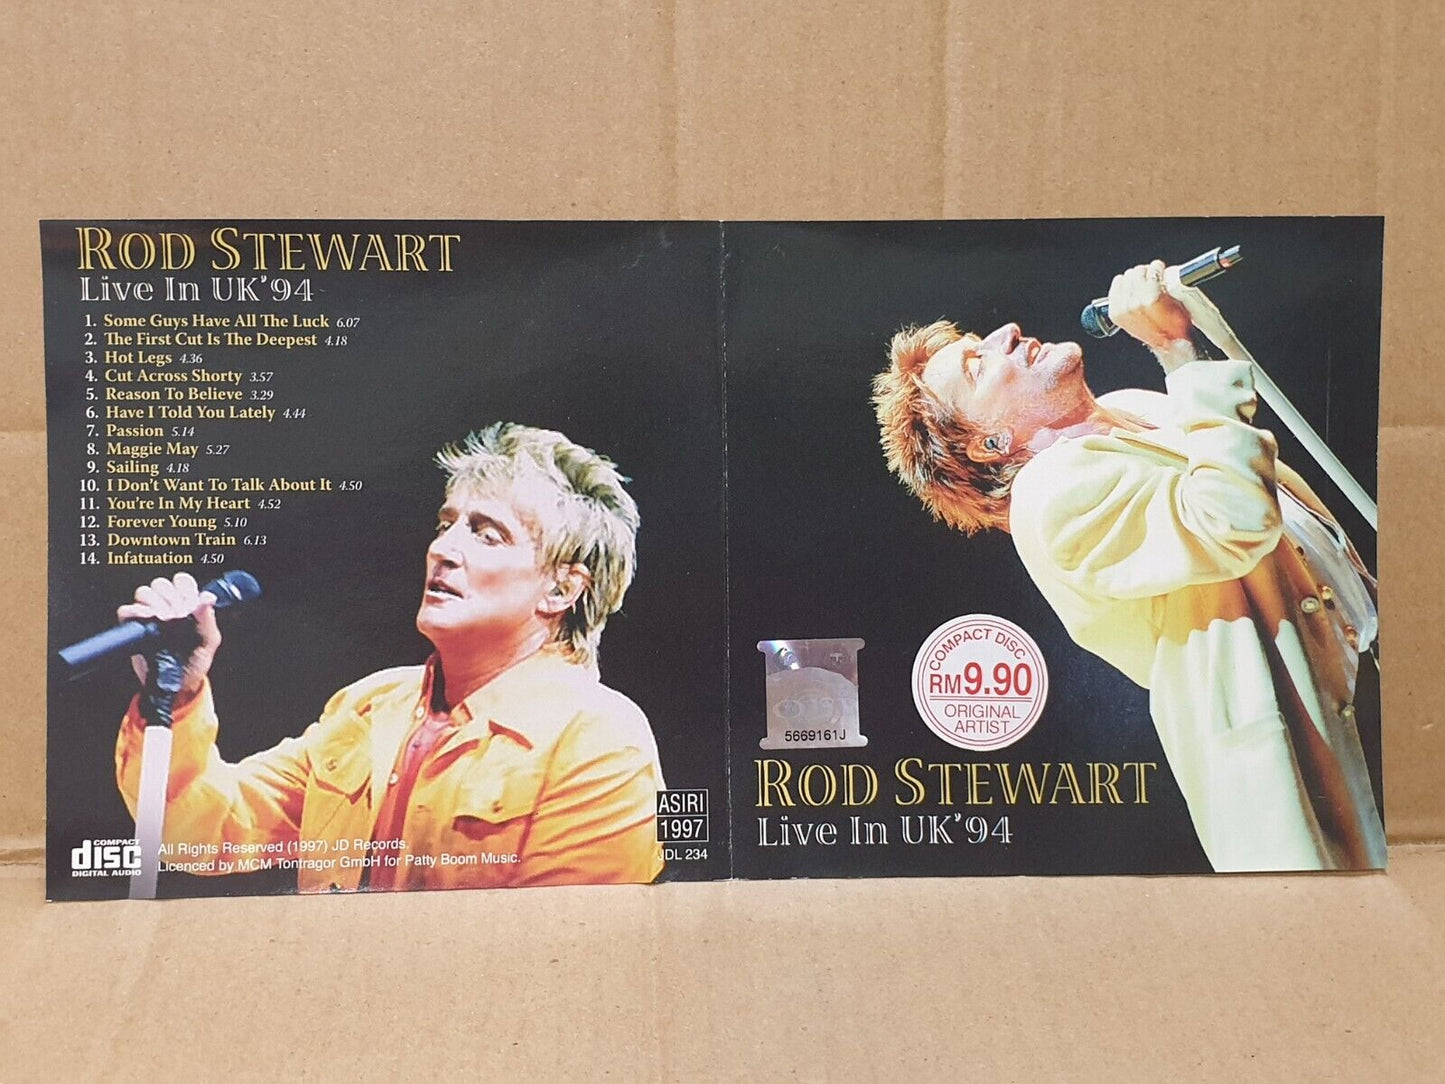 ROD STEWART
Live In UK'94
1. Some Guys Have All The Luck 6.07
2. The First Cut Is The Deepest 4.18
3. Hot Legs 4.36
4. Cut Across Shorty 3.57
5. Reason To Believe 3.29
6. Have I Told You Lately 4.44
7. Passion 5.14
8. Maggie May 5.27
9. Sailing 4.18
10. I Don't Want To Talk About It 4.50
11. You're In My Heart 4.52
12. Forever Young 5.10
13. Downtown Train 6.13
14. Infatuation 4.50
COMPACT
disc
DIGITAL AUDIO
All Rights Reserved (1997) JD Records.
Licenced by MCM Tontragor GmbH for Patty Boom Music.
ASIRI
1997
JDL 234
5669161J
COMPACT DISC
RM9.90
ORIGINAL
ARTIST
ROD STEWART
Live In UK'94